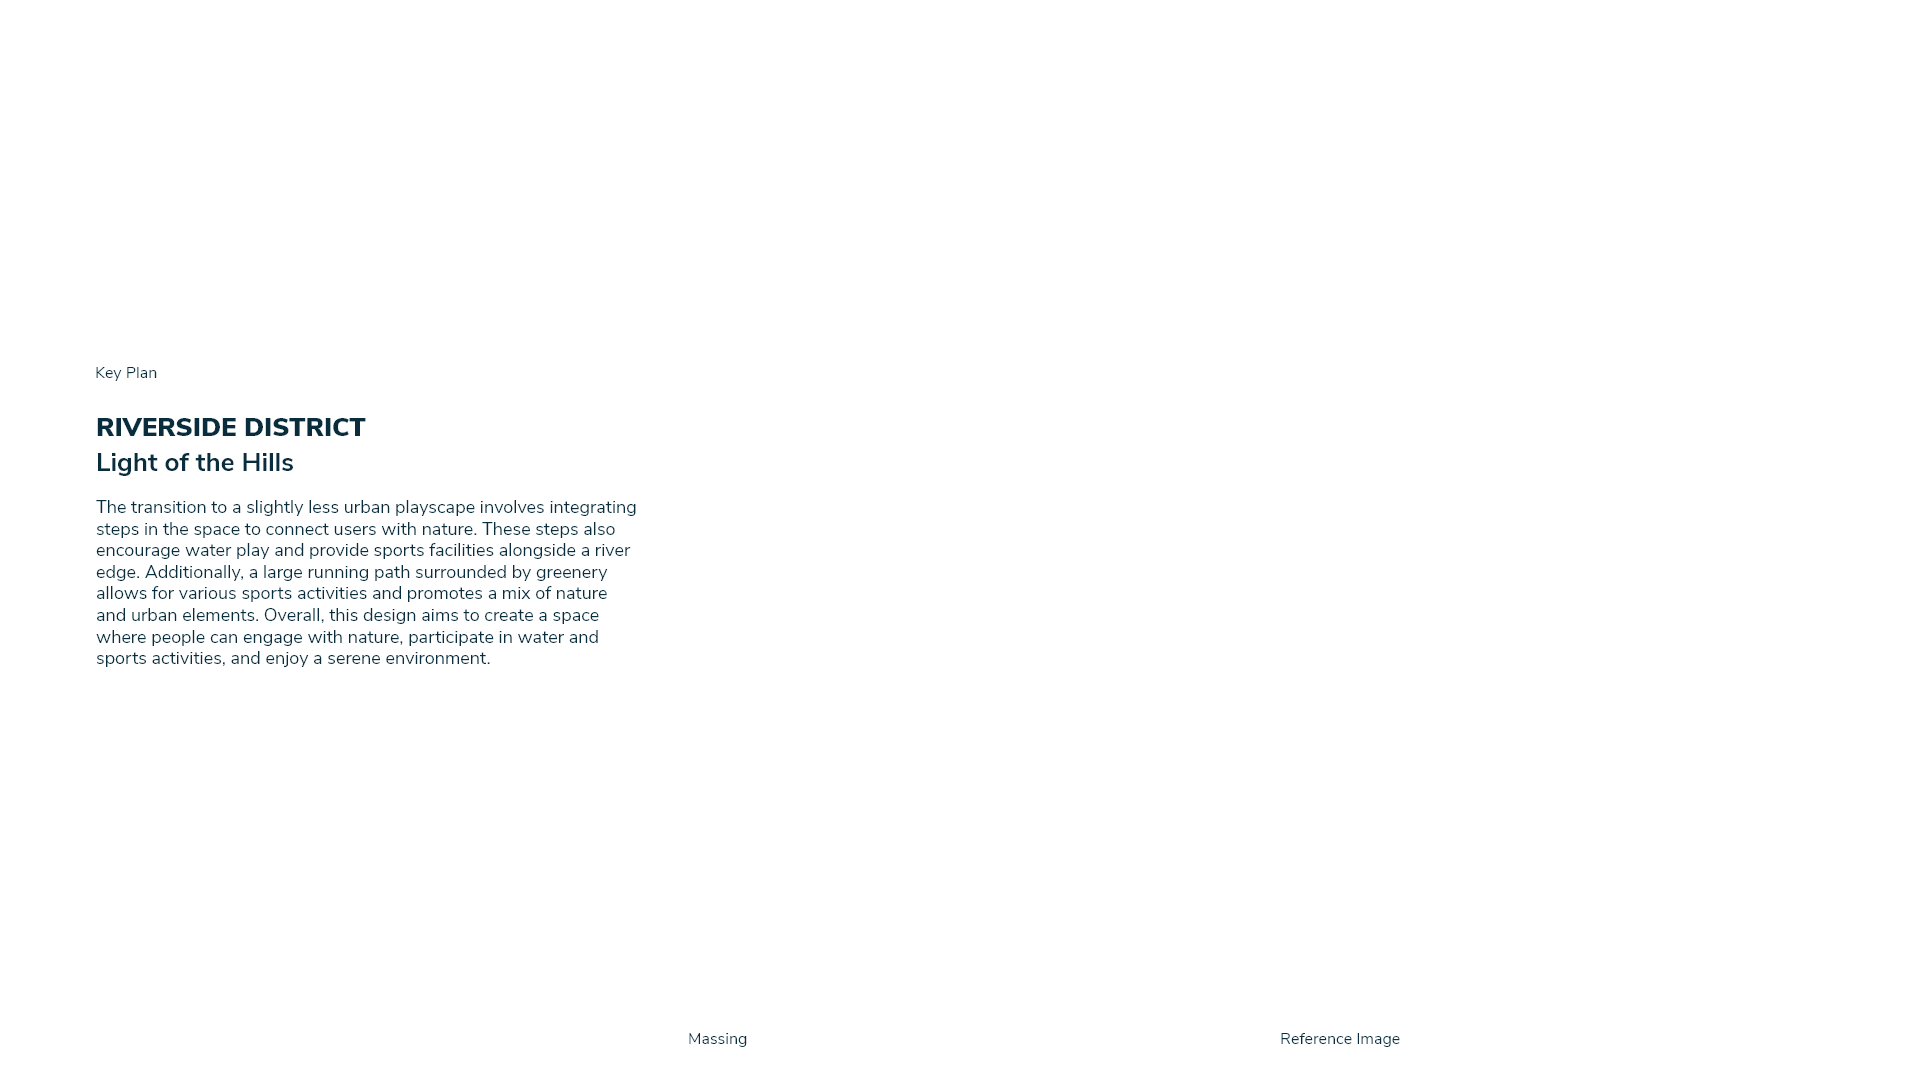 Key Plan
RIVERSIDE DISTRICT
Light of the Hills
The transition to a slightly less urban playscape involves integrating
steps in the space to connect users with nature. These steps also
encourage water play and provide sports facilities alongside a river
edge. Additionally, a large running path surrounded by greenery
allows for various sports activities and promotes a mix of nature
and urban elements. Overall, this design aims to create a space
where people can engage with nature, participate in water and
sports activities, and enjoy a serene environment.
Massing
Reference Image